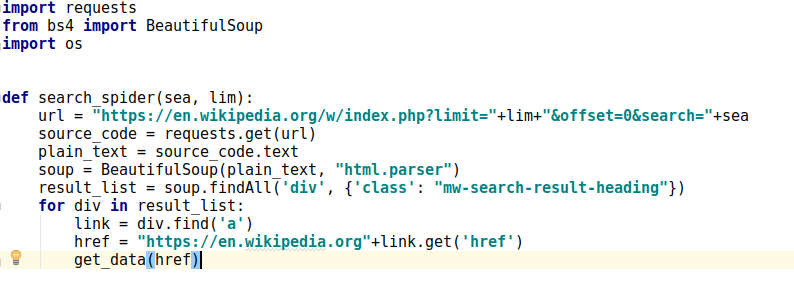 import requests
from bs4 import BeautifulSoup
import os
def search_spider(sea, lim):
    url = "https://en.wikipedia.org/w/index.php?limit="+lim+"&offset=0&search="+sea
    source_code = requests.get(url)
    plain_text = source_code.text
    soup = BeautifulSoup(plain_text, "html.parser")
    result_list = soup.findAll('div', {'class': "mw-search-result-heading"})
    for div in result_list:
        link = div.find('a')
        href = "https://en.wikipedia.org"+link.get('href')
        get_data(href)